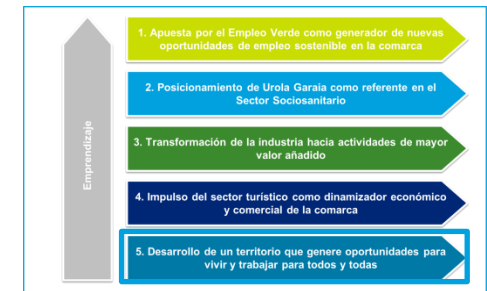 Emprendizaje
1. Apuesta por el Empleo Verde como generador de nuevas
oportunidades de empleo sostenible en la comarca
2. Posicionamiento de Urola Garaia como referente en el
Sector Sociosanitario
3. Transformación de la industria hacia actividades de mayor
valor añadido
4. Impulso del sector turístico como dinamizador económico
y comercial de la comarca
5. Desarrollo de un territorio que genere oportunidades para
vivir y trabajar para todos y todas